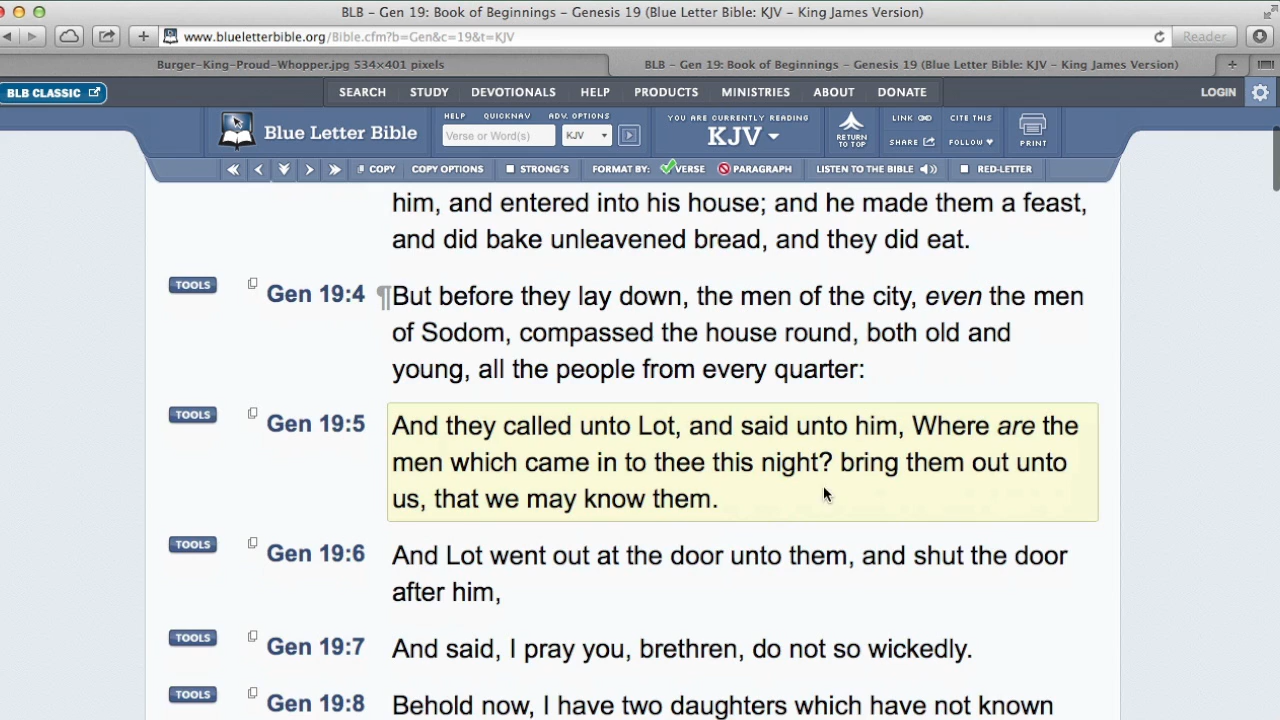 BLB – Gen 19: Book of Beginnings – Genesis 19 (Blue Letter Bible: KJV – King James Version)
www.blueletterbible.org/Bible.cfm?b=Gen&c=19&t=KJV
Reader
Burger-King-Proud-Whopper.jpg 534×401 pixels
BLB – Gen 19: Book of Beginnings – Genesis 19 (Blue Letter Bible: KJV – King James Version)
BLB CLASSIC
SEARCH STUDY DEVOTIONALS HELP PRODUCTS MINISTRIES ABOUT DONATE
LOGIN
Blue Letter Bible
HELP QUICKNAV ADV. OPTIONS
Verse or Word(s) KJV
YOU ARE CURRENTLY READING
KJV
RETURN
TO TOP
LINK CITE THIS
SHARE FOLLOW
PRINT
COPY COPY OPTIONS STRONG'S FORMAT BY: VERSE PARAGRAPH LISTEN TO THE BIBLE RED-LETTER
him, and entered into his house; and he made them a feast,
and did bake unleavened bread, and they did eat.
TOOLS Gen 19:4 ¶But before they lay down, the men of the city, even the men
of Sodom, compassed the house round, both old and
young, all the people from every quarter:
TOOLS Gen 19:5 And they called unto Lot, and said unto him, Where are the
men which came in to thee this night? bring them out unto
us, that we may know them.
TOOLS Gen 19:6 And Lot went out at the door unto them, and shut the door
after him,
TOOLS Gen 19:7 And said, I pray you, brethren, do not so wickedly.
TOOLS Gen 19:8 Behold now, I have two daughters which have not known